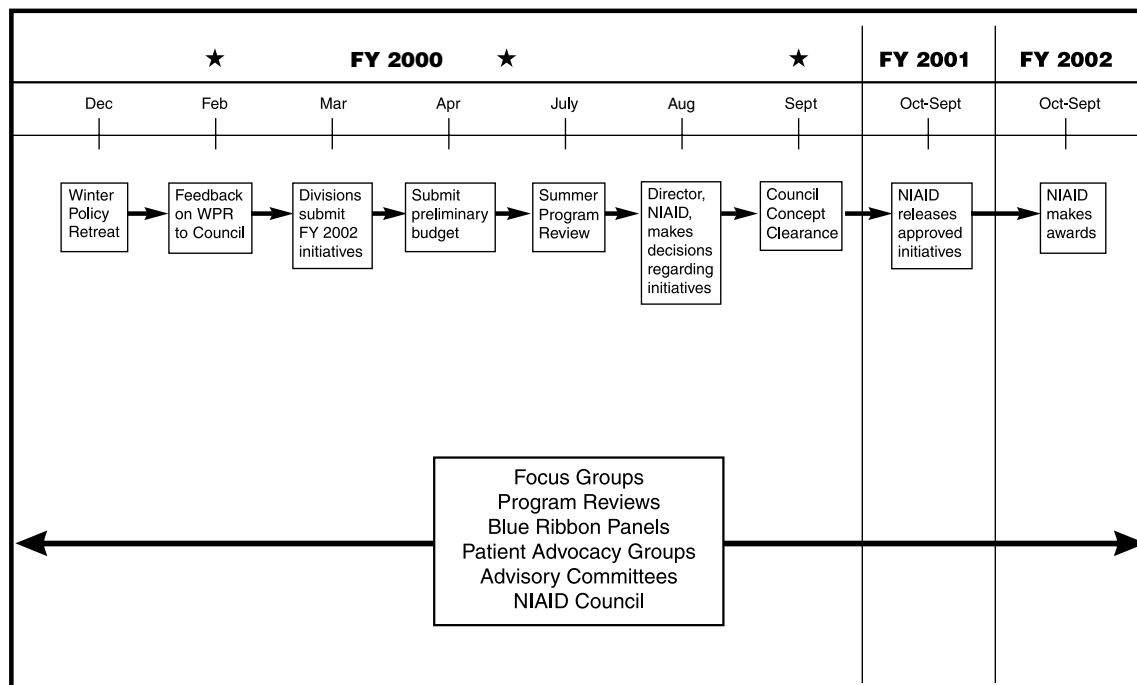 ★ FY 2000 ★ ★ FY 2001 FY 2002
Dec Feb Mar Apr July Aug Sept Oct-Sept Oct-Sept
Winter
Policy
Retreat
Feedback
on WPR
to Council
Divisions
submit
FY 2002
initiatives
Submit
preliminary
budget
Summer
Program
Review
Director,
NIAID,
makes
decisions
regarding
initiatives
Council
Concept
Clearance
NIAID
releases
approved
initiatives
NIAID
makes
awards
Focus Groups
Program Reviews
Blue Ribbon Panels
Patient Advocacy Groups
Advisory Committees
NIAID Council